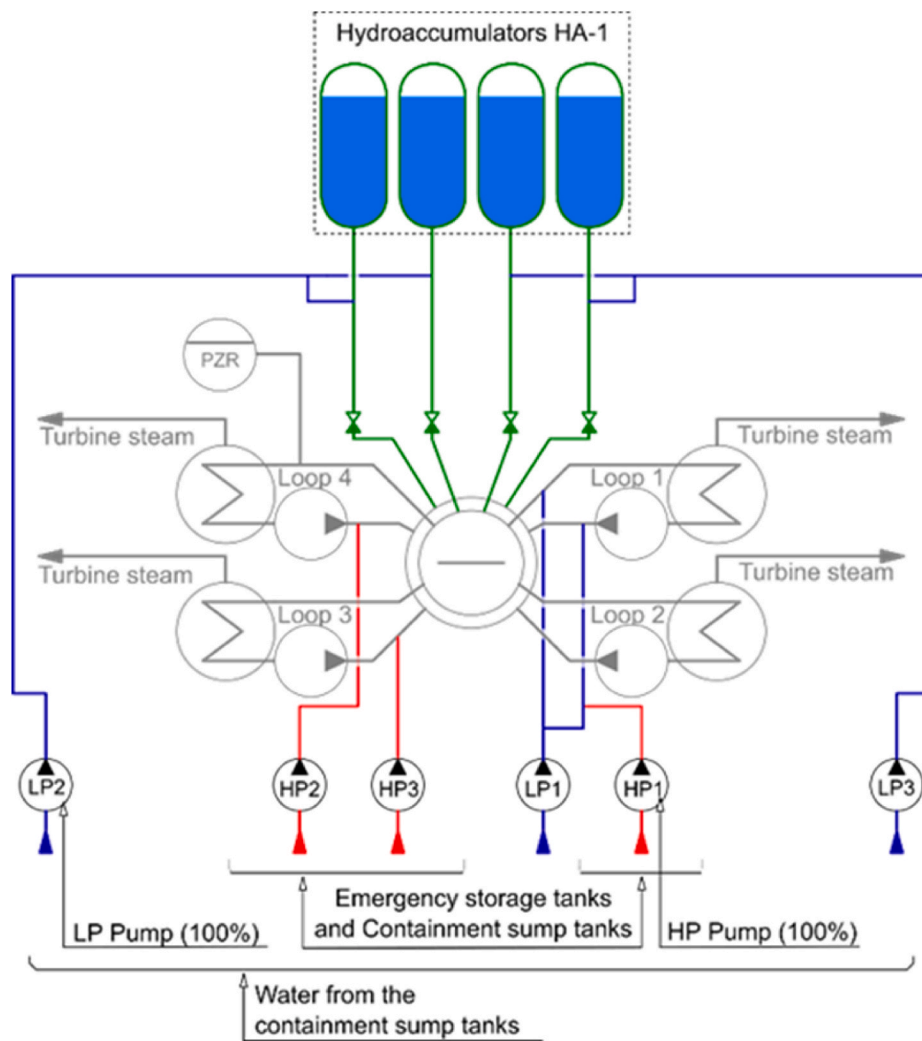 Hydroaccumulators HA-1
PZR
Turbine steam
Turbine steam
Loop 4
Loop 1
Turbine steam
Turbine steam
Loop 3
Loop 2
LP2
HP2
HP3
LP1
HP1
LP3
Emergency storage tanks
and Containment sump tanks
LP Pump (100%)
HP Pump (100%)
Water from the
containment sump tanks